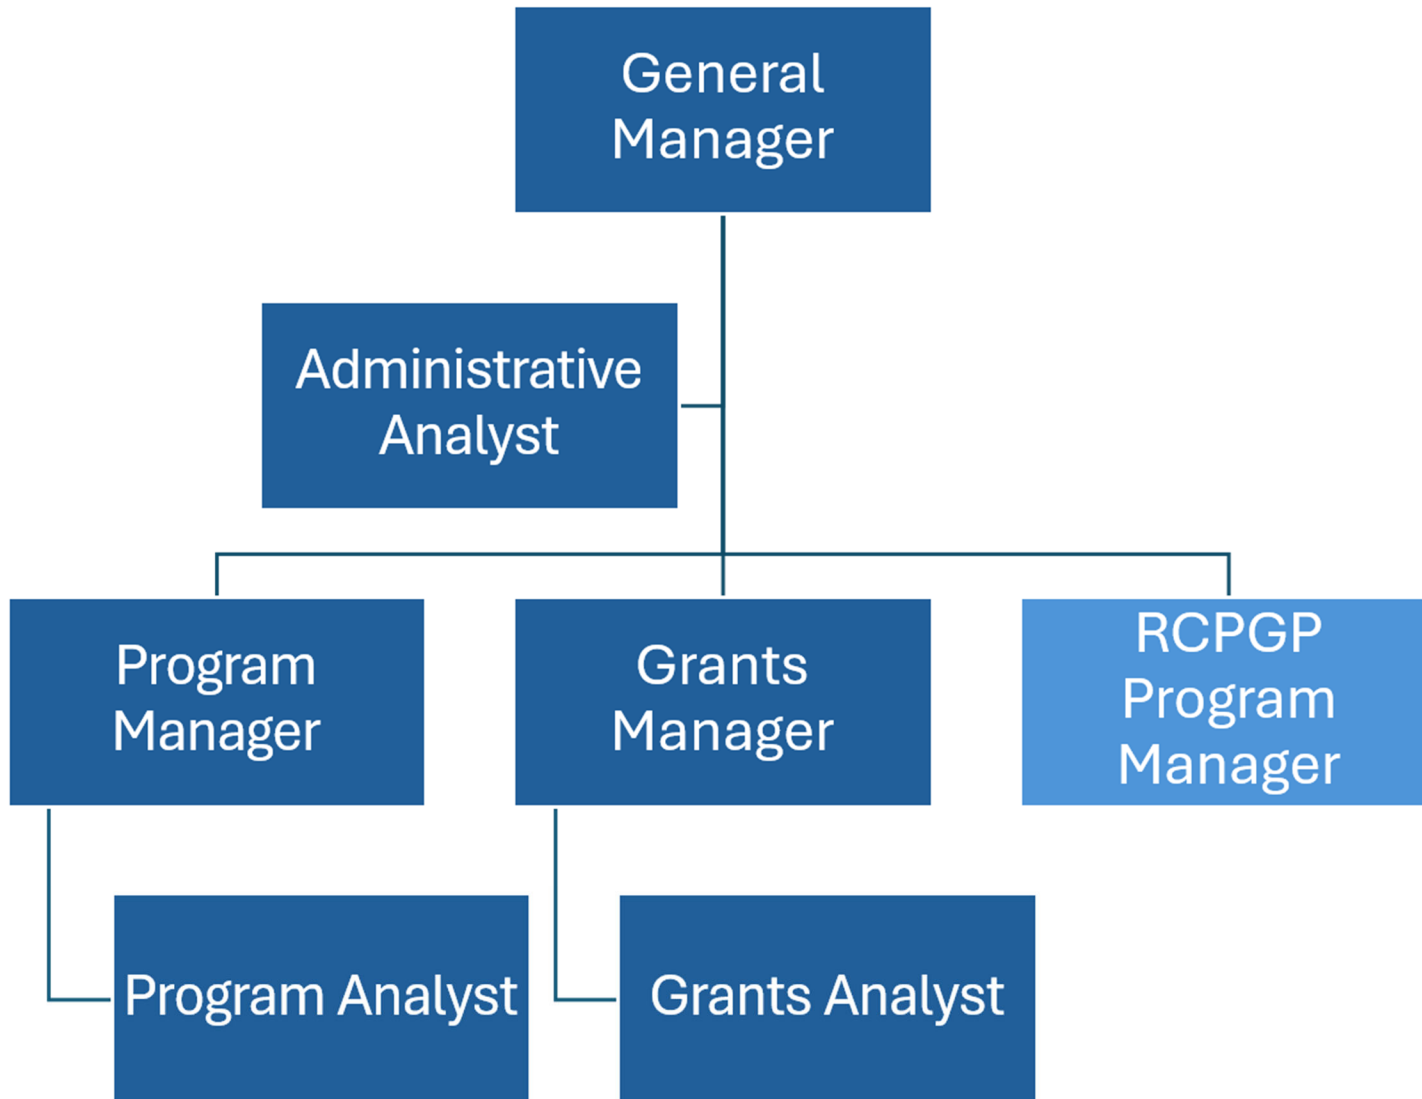 General
Manager
Administrative
Analyst
Program
Manager
Grants
Manager
RCPGP
Program
Manager
Program Analyst
Grants Analyst